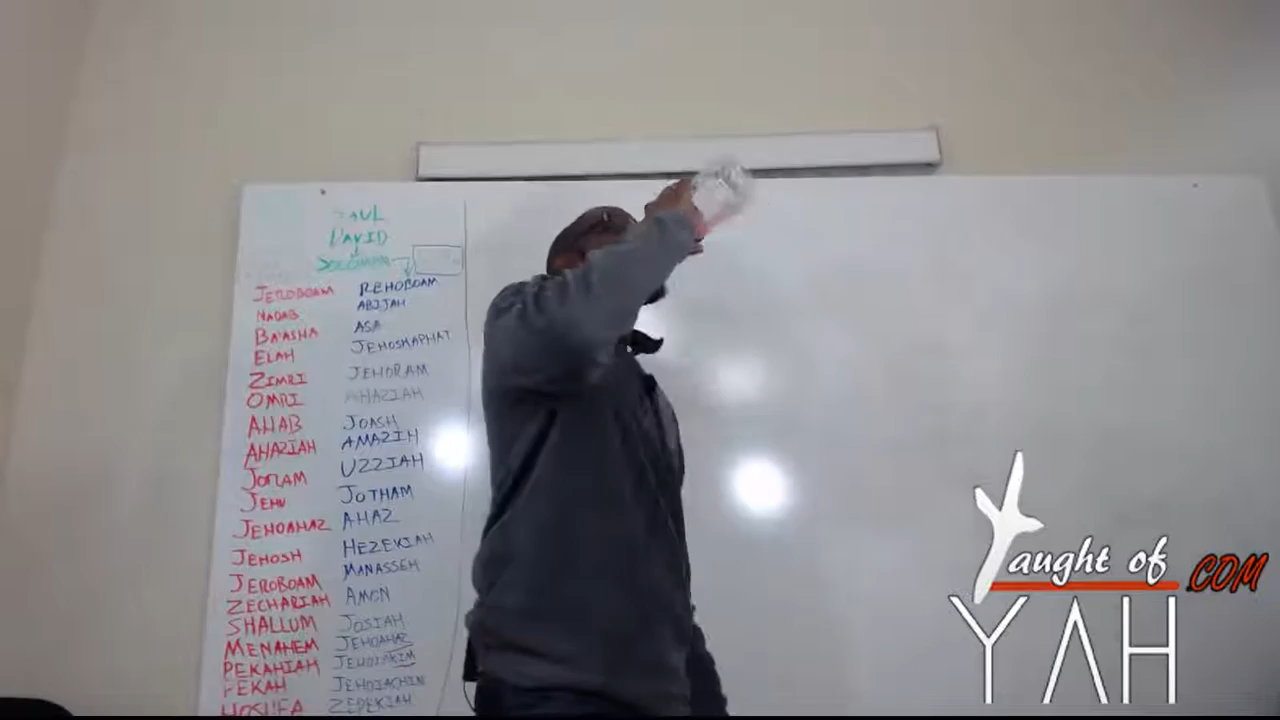 SAUL
DAVID
SOLOMON
JEROBOAM
NADAB
BAASHA
ELAH
ZIMRI
OMRI
AHAB
AHAZIAH
JORAM
JEHU
JEHOAHAZ
JEHOSH
JEROBOAM
ZECHARIAH
SHALLUM
MENAHEM
PEKAHIAH
PEKAH
HOSHEA
REHOBOAM
ABIJAH
ASA
JEHOSHAPHAT
JEHORAM
AHAZIAH
JOASH
AMAZIH
UZZIAH
JOTHAM
AHAZ
HEZEKIAH
MANASSEH
AMON
JOSIAH
JEHOAHAZ
JEHOIAKIM
JEHOIACHIN
ZEDEKIAH
Taught of .COM
YAH